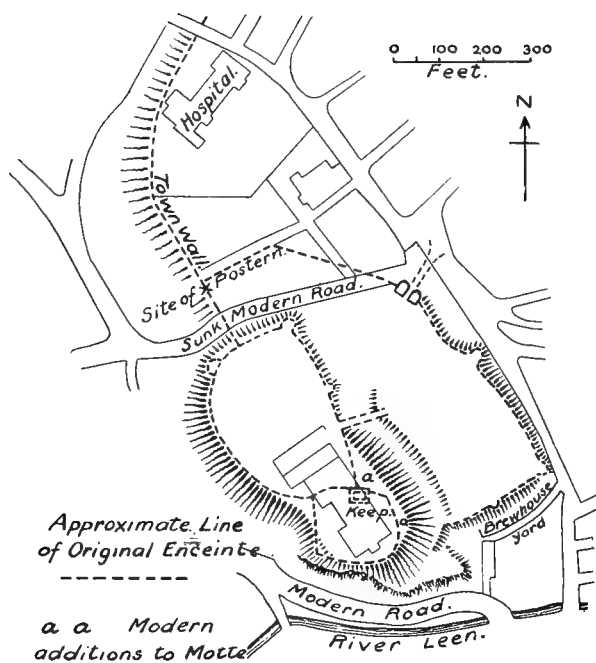 0 100 200 300
Feet.
N
Hospital.
Town Wall.
Site of Postern.
Sunk Modern Road.
a
Keep.
a
Brewhouse
yord
Approximate Line
of Original Enceinte
a a Modern
additions to Motte
Modern Road.
River Leen.